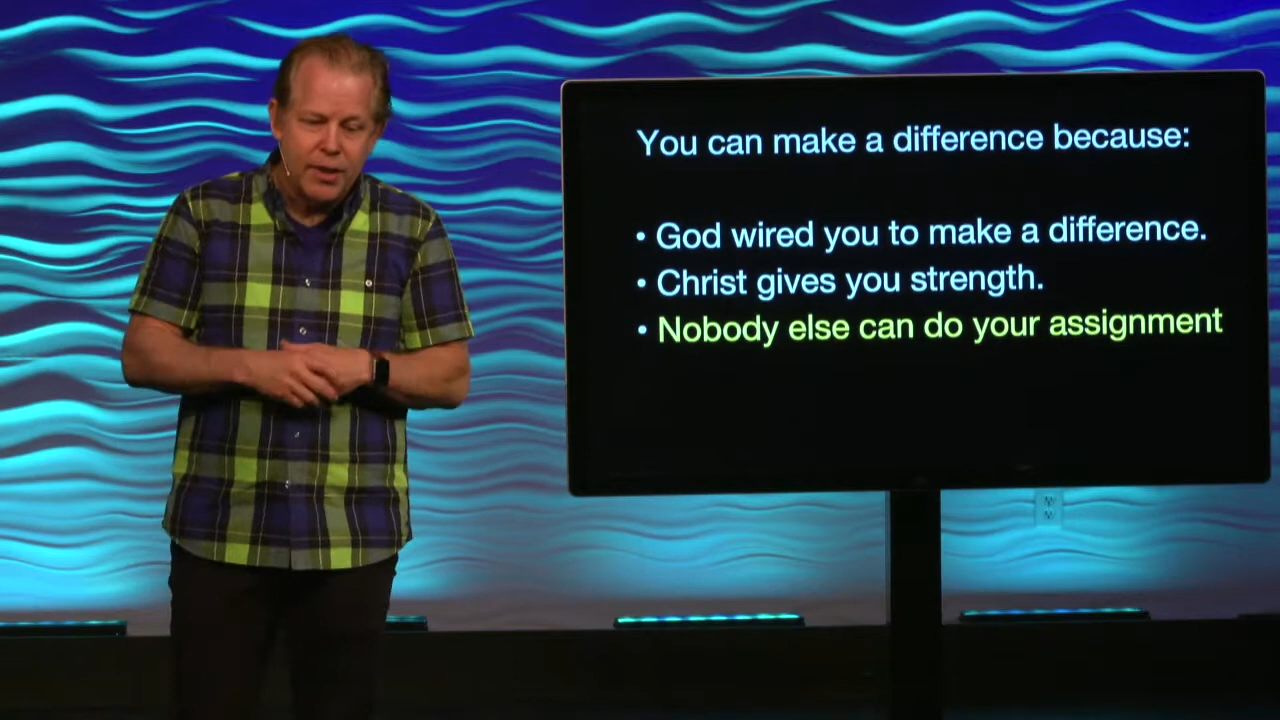 You can make a difference because:
• God wired you to make a difference.
• Christ gives you strength.
• Nobody else can do your assignment